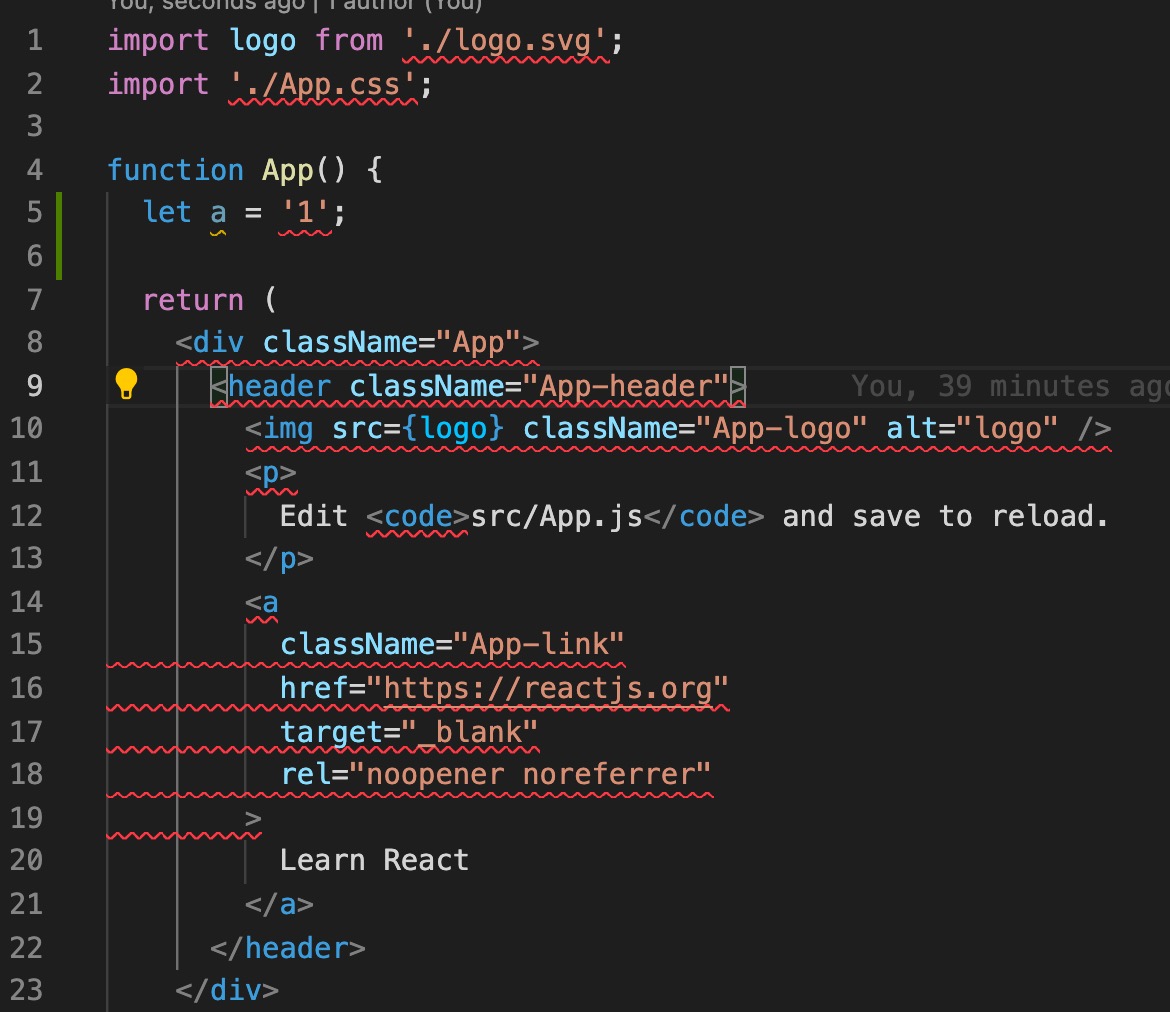 You, seconds ago | 1 author (You)
1 import logo from './logo.svg';
2 import './App.css';
3
4 function App() {
5 let a = '1';
6
7 return (
8 <div className="App">
9 <header className="App-header"> You, 39 minutes
10 <img src={logo} className="App-logo" alt="logo" />
11 <p>
12 Edit <code>src/App.js</code> and save to reload.
13 </p>
14 <a
15 className="App-link"
16 href="https://reactjs.org"
17 target="_blank"
18 rel="noopener noreferrer"
19 >
20 Learn React
21 </a>
22 </header>
23 </div>